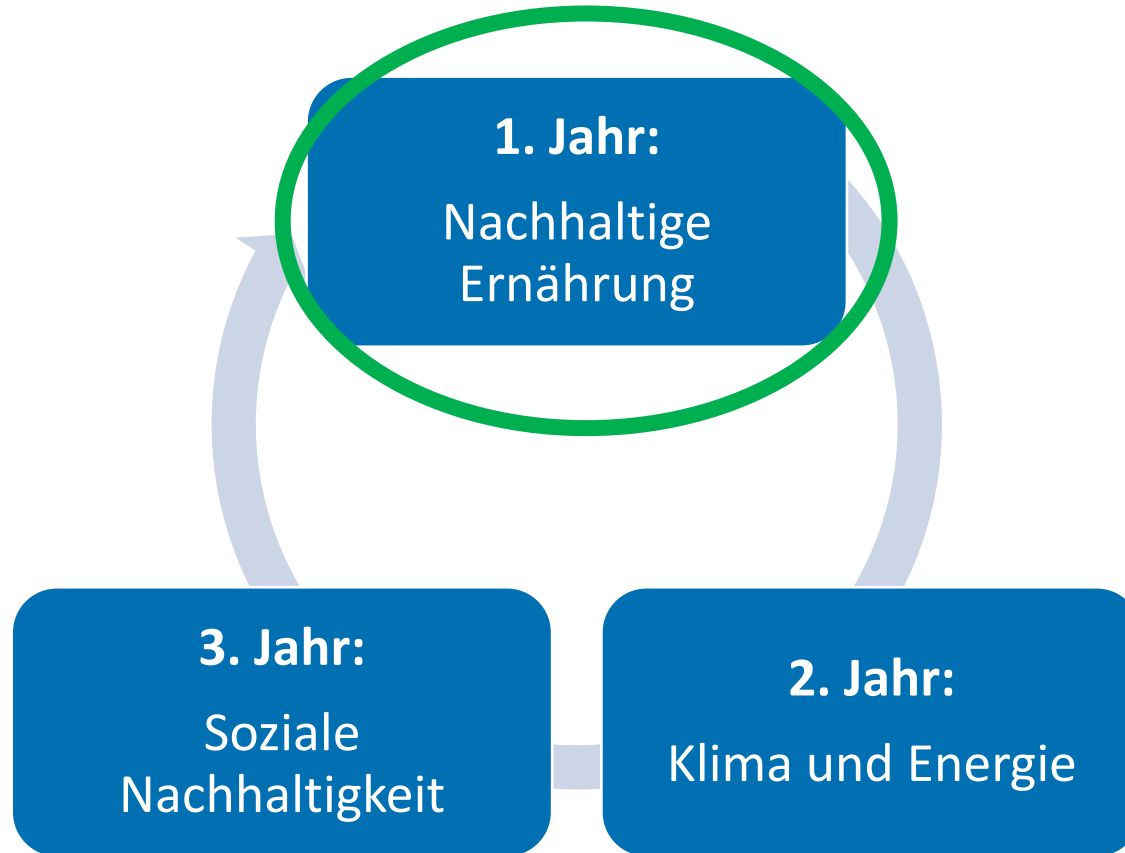 1. Jahr:
Nachhaltige
Ernährung
2. Jahr:
Klima und Energie
3. Jahr:
Soziale
Nachhaltigkeit